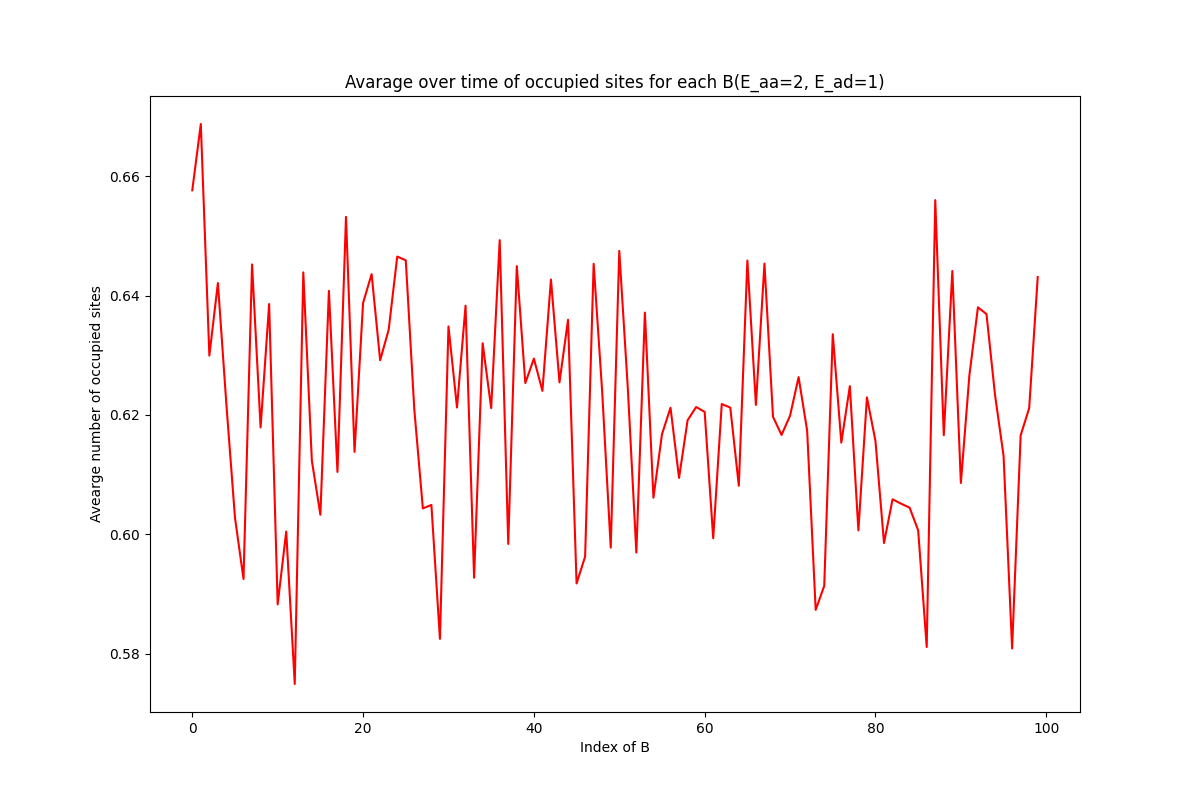 Avarage over time of occupied sites for each B(E_aa=2, E_ad=1)
Avearge number of occupied sites
0.66
0.64
0.62
0.60
0.58
0 20 40 60 80 100
Index of B